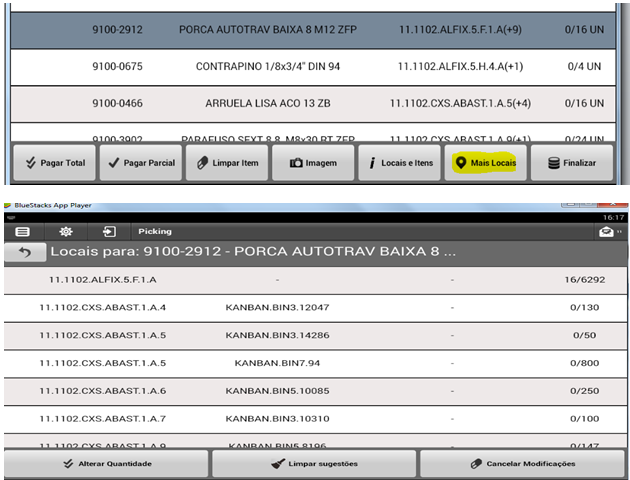 9100-2912 PORCA AUTOTRAV BAIXA 8 M12 ZFP 11.1102.ALFIX.5.F.1.A(+9) 0/16 UN
9100-0675 CONTRAPINO 1/8x3/4" DIN 94 11.1102.ALFIX.5.H.4.A(+1) 0/4 UN
9100-0466 ARRUELA LISA ACO 13 ZB 11.1102.CXS.ABAST.1.A.5(+4) 0/16 UN
9100-3902 PARAFUSO SEXT 8.8 M8x30 RT ZFP 11.1102.CXS.ABAST.1.A.9(+1) 0/24 UN
Pagar Total Pagar Parcial Limpar Item Imagem Locais e Itens Mais Locais Finalizar
BlueStacks App Player
16:17
Picking
Locais para: 9100-2912 - PORCA AUTOTRAV BAIXA 8 ...
11.1102.ALFIX.5.F.1.A - - 16/6292
11.1102.CXS.ABAST.1.A.4 KANBAN.BIN3.12047 - 0/130
11.1102.CXS.ABAST.1.A.5 KANBAN.BIN3.14286 - 0/50
11.1102.CXS.ABAST.1.A.5 KANBAN.BIN7.94 - 0/800
11.1102.CXS.ABAST.1.A.6 KANBAN.BIN5.10085 - 0/250
11.1102.CXS.ABAST.1.A.7 KANBAN.BIN3.10310 - 0/100
11.1102.CXS.ABAST.1.A.9 KANBAN.BIN5.8196 - 0/147
Alterar Quantidade Limpar sugestões Cancelar Modificações